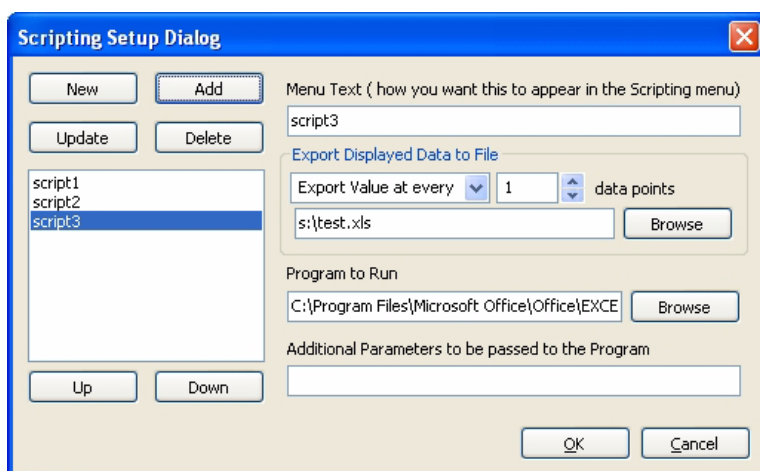 Scripting Setup Dialog
New Add
Update Delete
script1
script2
script3
Up Down
Menu Text ( how you want this to appear in the Scripting menu)
script3
Export Displayed Data to File
Export Value at every 1 data points
s:\test.xls Browse
Program to Run
C:\Program Files\Microsoft Office\Office\EXCE Browse
Additional Parameters to be passed to the Program
OK Cancel